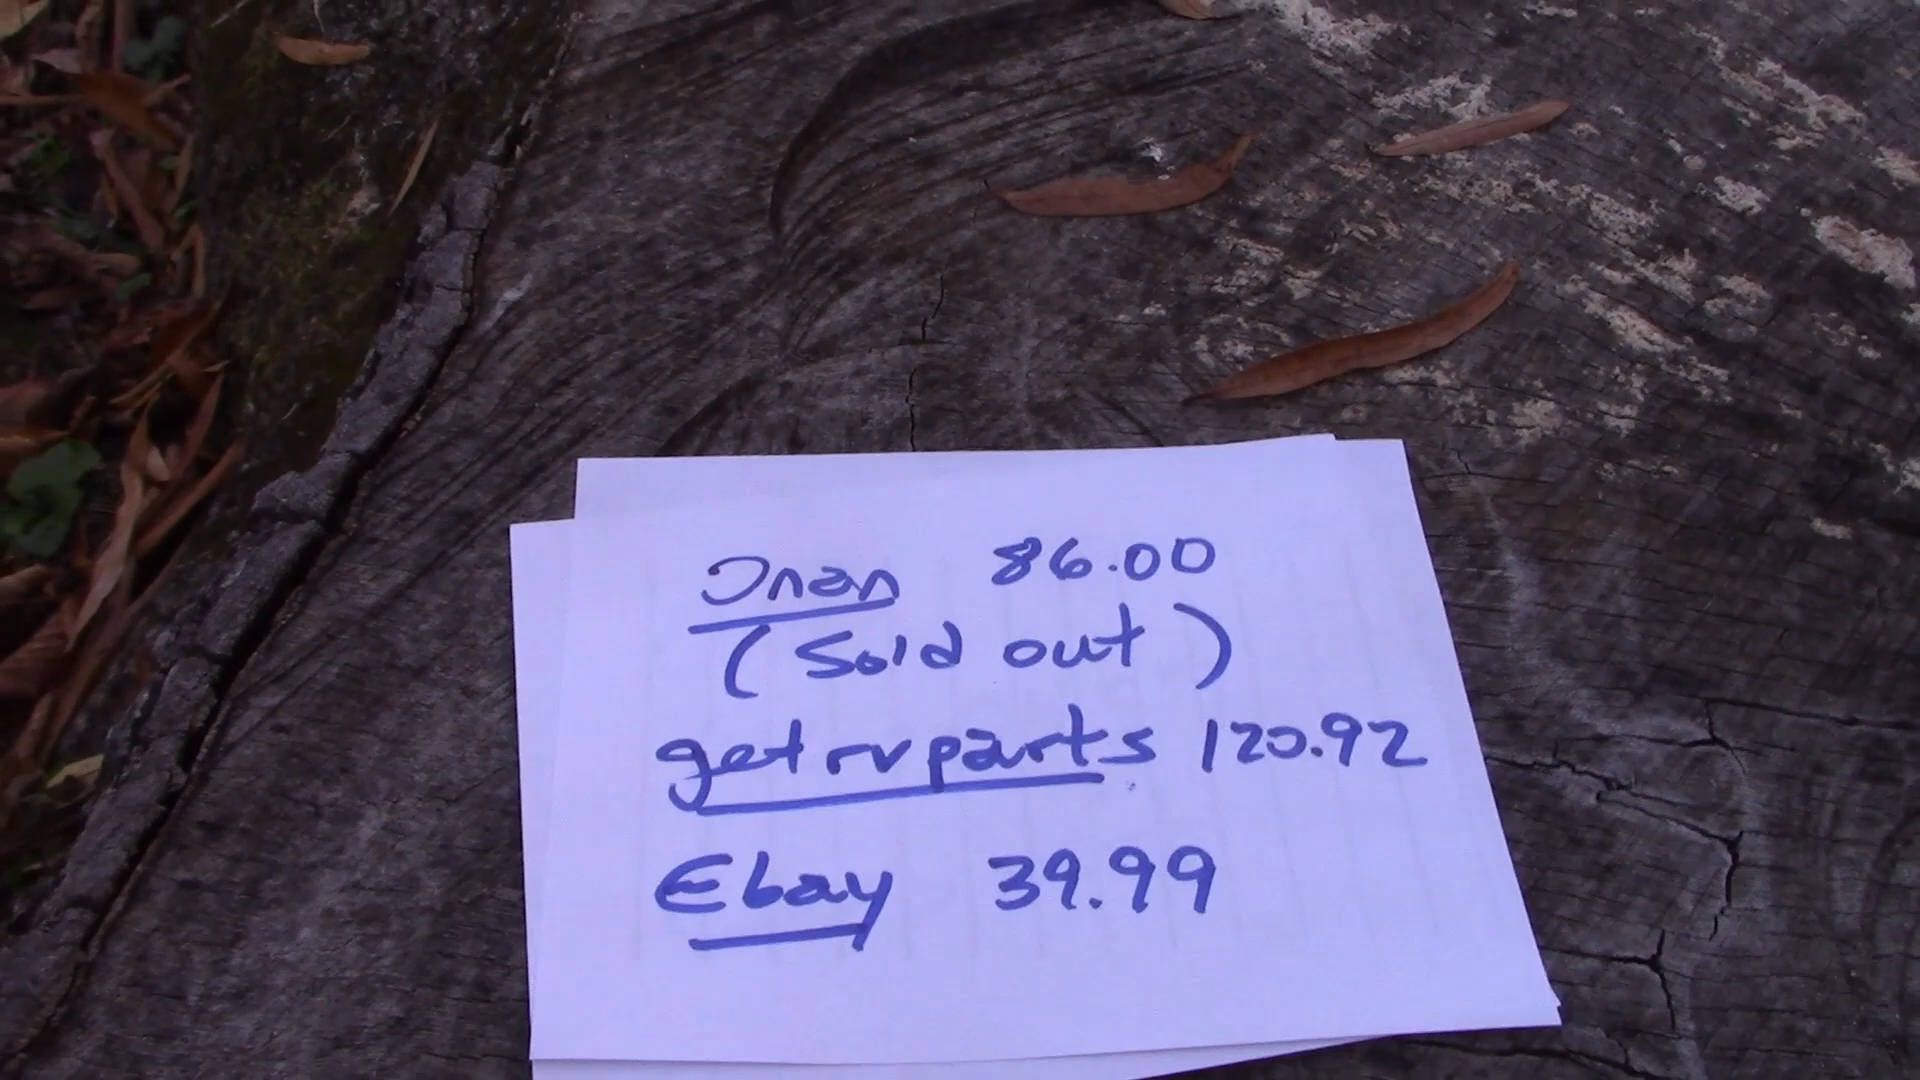 Onan 86.00
(Sold out)
getrvparts 120.92
Ebay 39.99